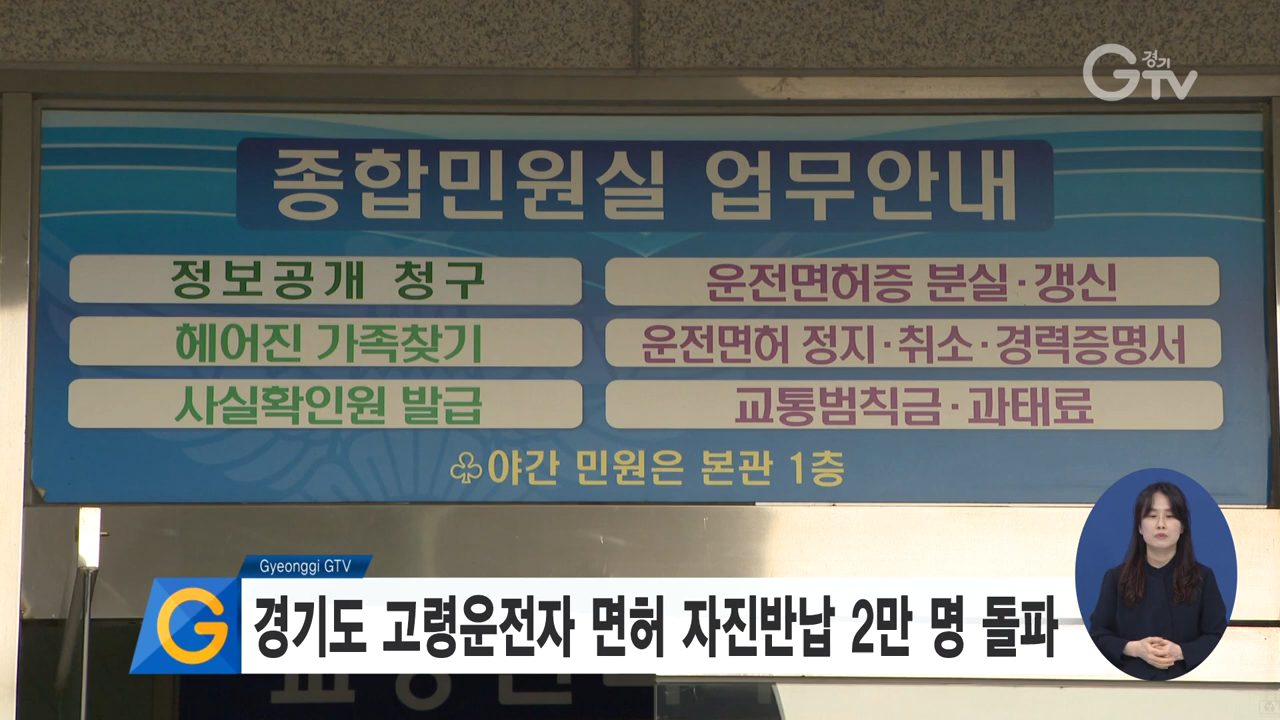 경기
GTV
종합민원실 업무안내
정보공개 청구
운전면허증 분실·갱신
헤어진 가족찾기
운전면허 정지·취소·경력증명서
사실확인원 발급
교통범칙금·과태료
♧야간 민원은 본관 1층
Gyeonggi GTV
G
경기도 고령운전자 면허 자진반납 2만 명 돌파